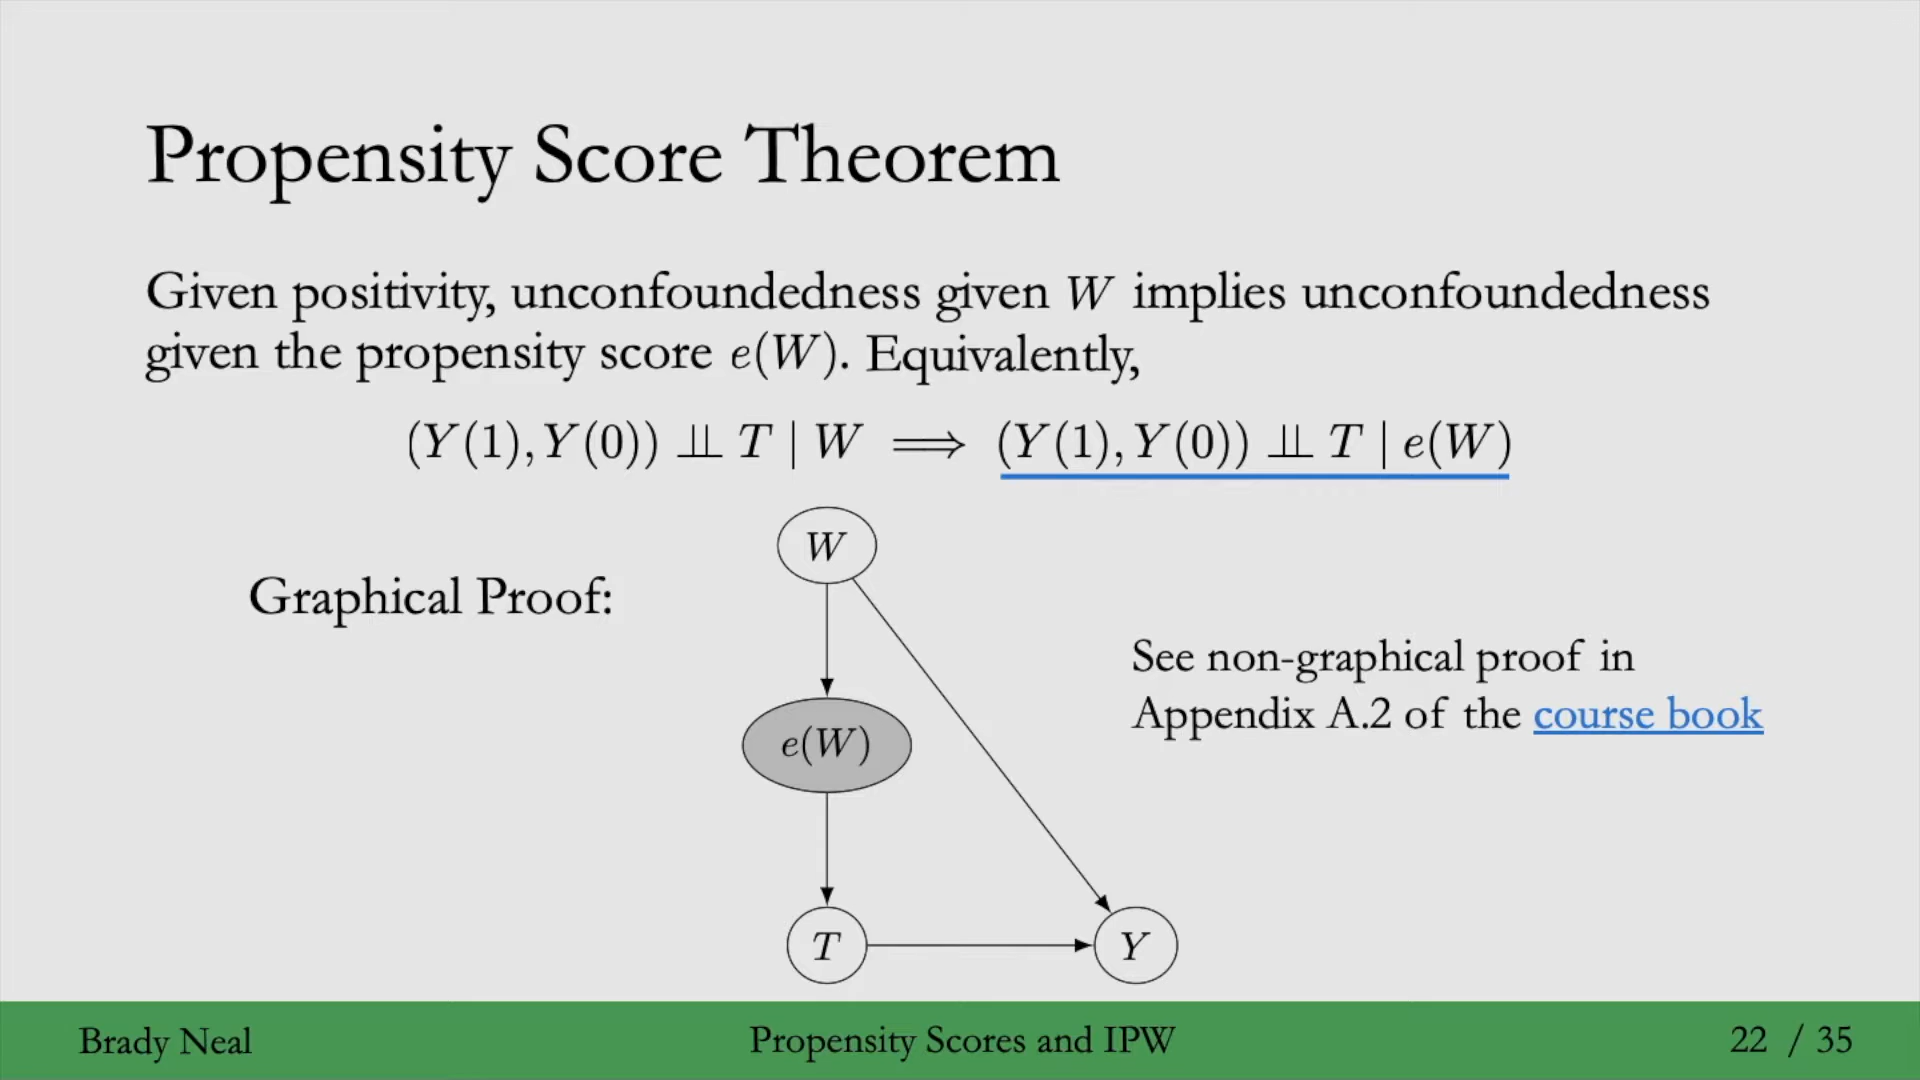 Propensity Score Theorem
Given positivity, unconfoundedness given W implies unconfoundedness
given the propensity score e(W). Equivalently,
(Y(1), Y(0)) ⫫ T | W ⟹ (Y(1), Y(0)) ⫫ T | e(W)
W
Graphical Proof:
See non-graphical proof in
Appendix A.2 of the course book
e(W)
T
Y
Brady Neal
Propensity Scores and IPW
22 / 35